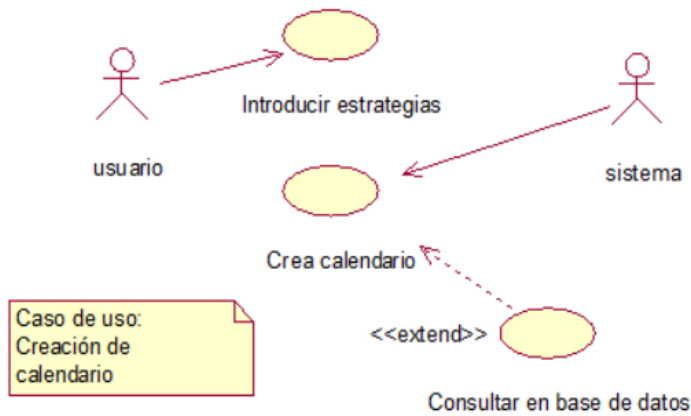 Introducir estrategias
usuario
sistema
Crea calendario
Caso de uso:
Creación de
calendario
<<extend>>
Consultar en base de datos